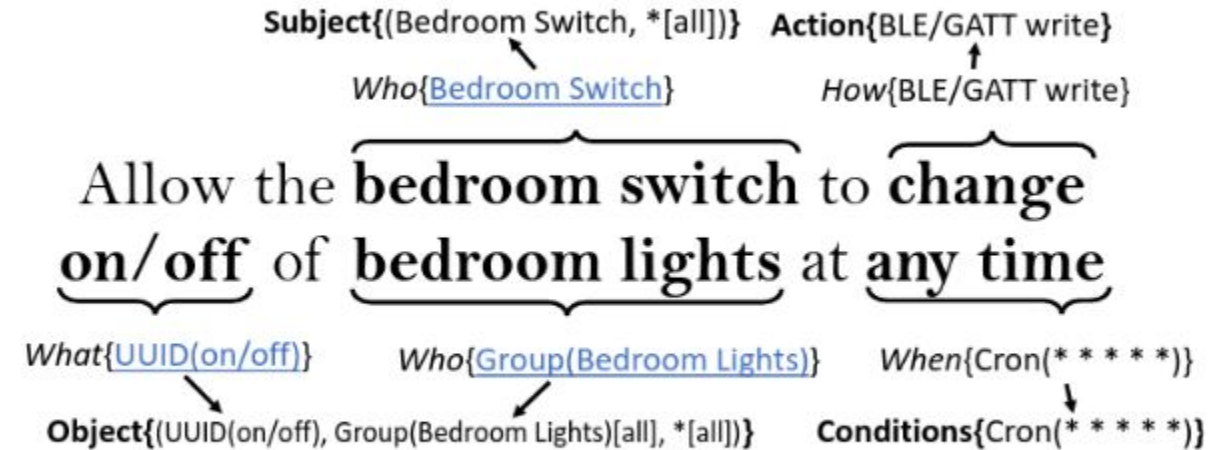 Subject{(Bedroom Switch, *[all])} Action{BLE/GATT write}
Who{Bedroom Switch} How{BLE/GATT write}
Allow the bedroom switch to change
on/off of bedroom lights at any time
What{UUID(on/off)} Who{Group(Bedroom Lights)} When{Cron(* * * * *)}
Object{(UUID(on/off), Group(Bedroom Lights)[all], *[all])} Conditions{Cron(* * * * *)}